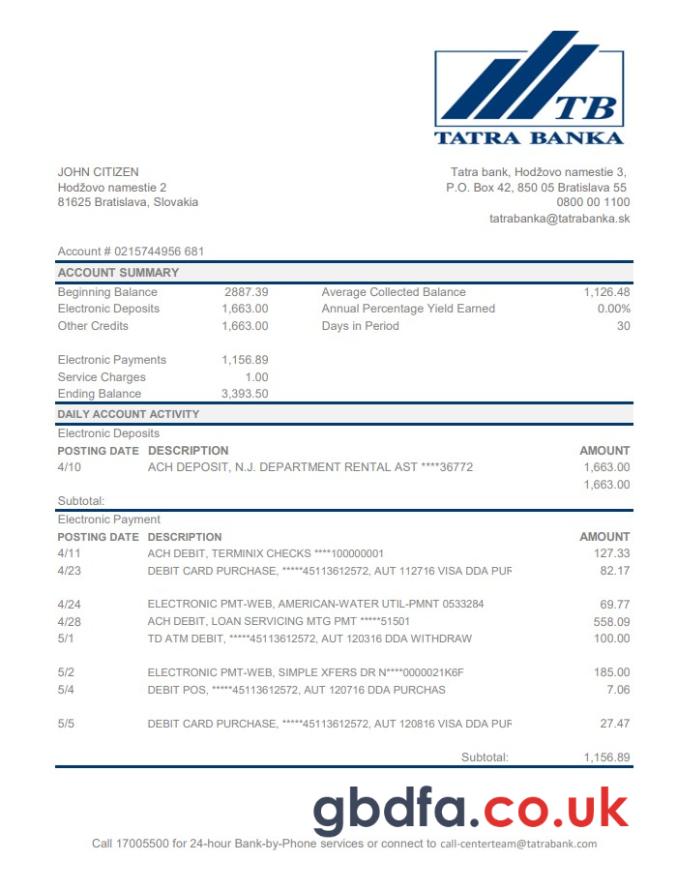 TB
TATRA BANKA
JOHN CITIZEN
Hodžovo namestie 2
81625 Bratislava, Slovakia
Tatra bank, Hodžovo namestie 3,
P.O. Box 42, 850 05 Bratislava 55
0800 00 1100
tatrabanka@tatrabanka.sk
Account # 0215744956 681
ACCOUNT SUMMARY
Beginning Balance 2887.39 Average Collected Balance 1,126.48
Electronic Deposits 1,663.00 Annual Percentage Yield Earned 0.00%
Other Credits 1,663.00 Days in Period 30
Electronic Payments 1,156.89
Service Charges 1.00
Ending Balance 3,393.50
DAILY ACCOUNT ACTIVITY
Electronic Deposits
POSTING DATE DESCRIPTION AMOUNT
4/10 ACH DEPOSIT, N.J. DEPARTMENT RENTAL AST ****36772 1,663.00
1,663.00
Subtotal:
Electronic Payment
POSTING DATE DESCRIPTION AMOUNT
4/11 ACH DEBIT, TERMINIX CHECKS ****100000001 127.33
4/23 DEBIT CARD PURCHASE, *****45113612572, AUT 112716 VISA DDA PUF 82.17
4/24 ELECTRONIC PMT-WEB, AMERICAN-WATER UTIL-PMNT 0533284 69.77
4/28 ACH DEBIT, LOAN SERVICING MTG PMT *****51501 558.09
5/1 TD ATM DEBIT, *****45113612572, AUT 120316 DDA WITHDRAW 100.00
5/2 ELECTRONIC PMT-WEB, SIMPLE XFERS DR N****0000021K6F 185.00
5/4 DEBIT POS, *****45113612572, AUT 120716 DDA PURCHAS 7.06
5/5 DEBIT CARD PURCHASE, *****45113612572, AUT 120816 VISA DDA PUF 27.47
Subtotal: 1,156.89
gbdfa.co.uk
Call 17005500 for 24-hour Bank-by-Phone services or connect to call-centerteam@tatrabank.com